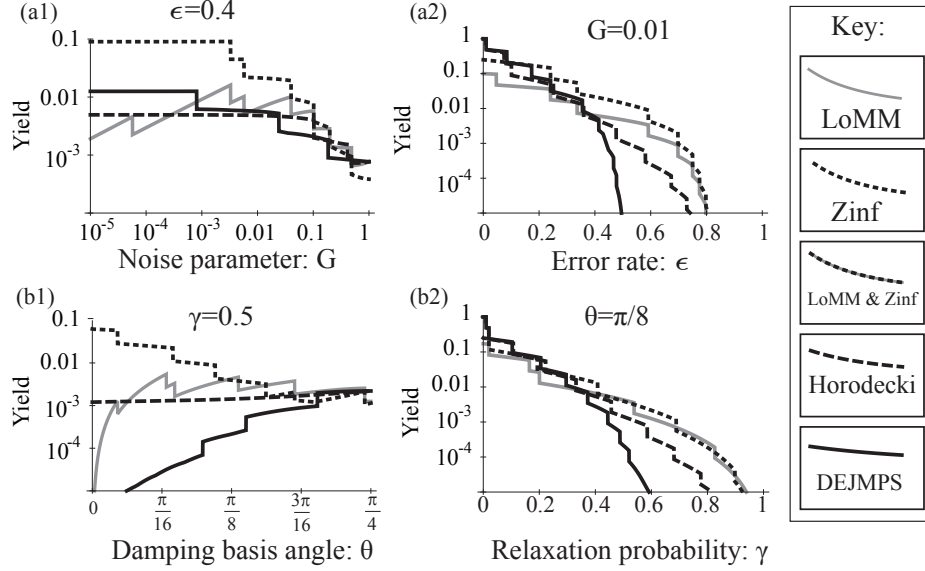 (a1)
ϵ=0.4
0.1
0.01
10⁻³
Yield
10⁻⁵
10⁻⁴
10⁻³
0.01
0.1
1
Noise parameter: G
(a2)
G=0.01
1
0.1
0.01
10⁻³
10⁻⁴
Yield
0
0.2
0.4
0.6
0.8
1
Error rate: ϵ
(b1)
γ=0.5
0.1
0.01
10⁻³
10⁻⁴
Yield
0
π/16
π/8
3π/16
π/4
Damping basis angle: θ
(b2)
θ=π/8
1
0.1
0.01
10⁻³
10⁻⁴
Yield
0
0.2
0.4
0.6
0.8
1
Relaxation probability: γ
Key:
LoMM
Zinf
LoMM & Zinf
Horodecki
DEJMPS